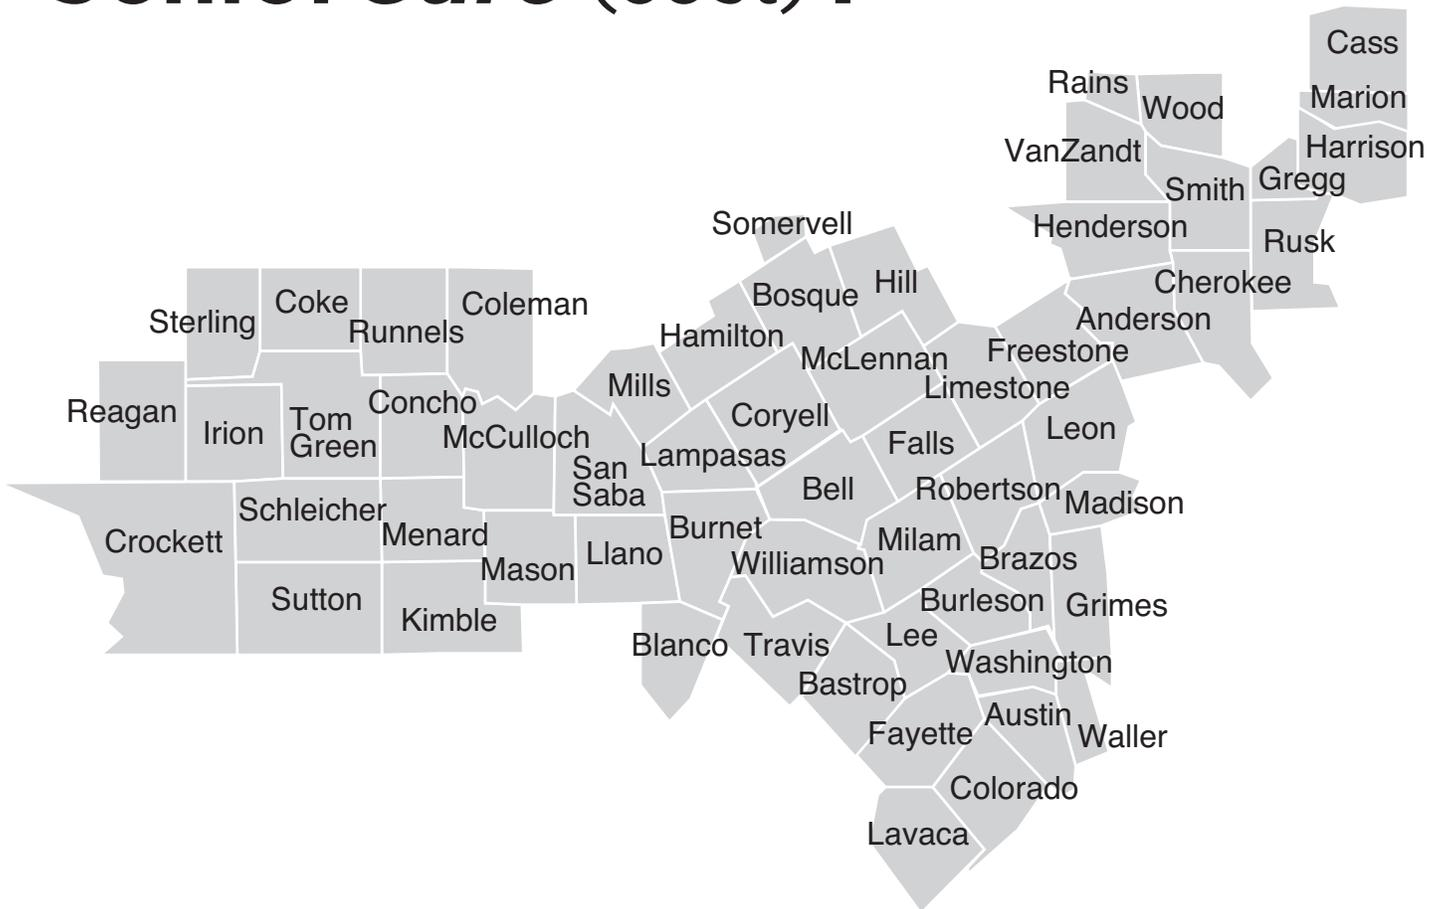 (cost)
Cass
Rains
Marion
Wood
VanZandt
Harrison
Smith
Gregg
Somervell
Henderson
Rusk
Hill
Cherokee
Bosque
Coke
Coleman
Sterling
Runnels
Anderson
Hamilton
Freestone
McLennan
Mills
Limestone
Reagan
Concho
Irion
Tom
Green
Coryell
Leon
McCulloch
Falls
Lampasas
San
Saba
Bell
Robertson
Madison
Schleicher
Burnet
Crockett
Menard
Milam
Llano
Brazos
Mason
Williamson
Sutton
Burleson
Grimes
Kimble
Lee
Blanco
Travis
Washington
Bastrop
Austin
Fayette
Waller
Colorado
Lavaca